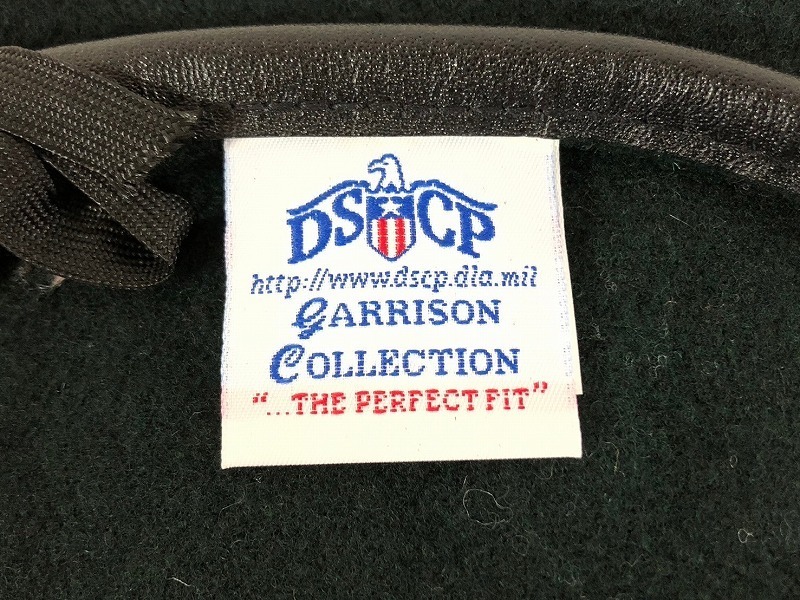 DSCP
http://www.dscp.dla.mil
GARRISON
COLLECTION
"...THE PERFECT FIT"